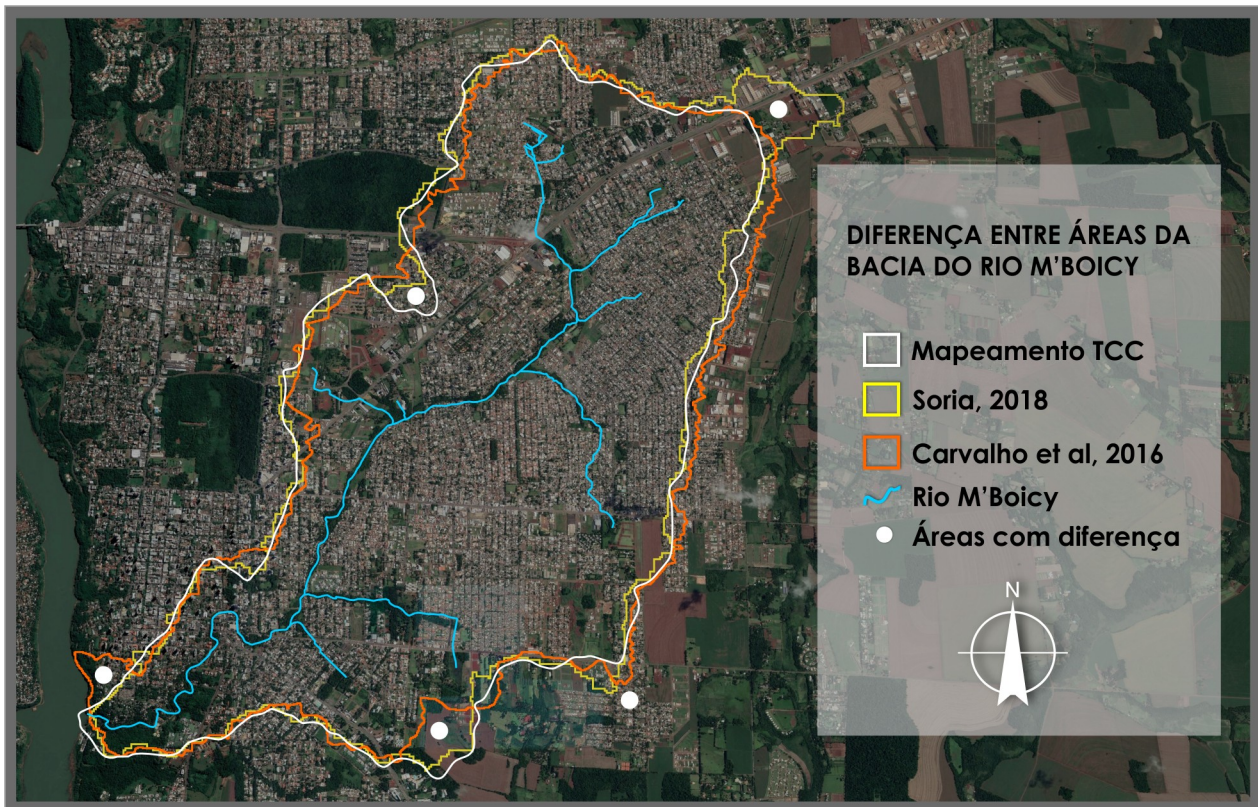 DIFERENÇA ENTRE ÁREAS DA
BACIA DO RIO M'BOICY
Mapeamento TCC
Soria, 2018
Carvalho et al, 2016
Rio M'Boicy
Áreas com diferença
N